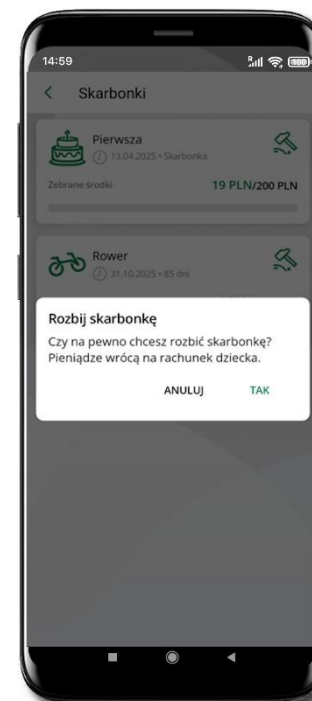 14:59
Skarbonki
Pierwsza
13.04.2025 • Skarbonka
Zebrane środki 19 PLN/200 PLN
Rower
31.10.2025 • 85 dni
Rozbij skarbonkę
Czy na pewno chcesz rozbić skarbonkę?
Pieniądze wrócą na rachunek dziecka.
ANULUJ TAK